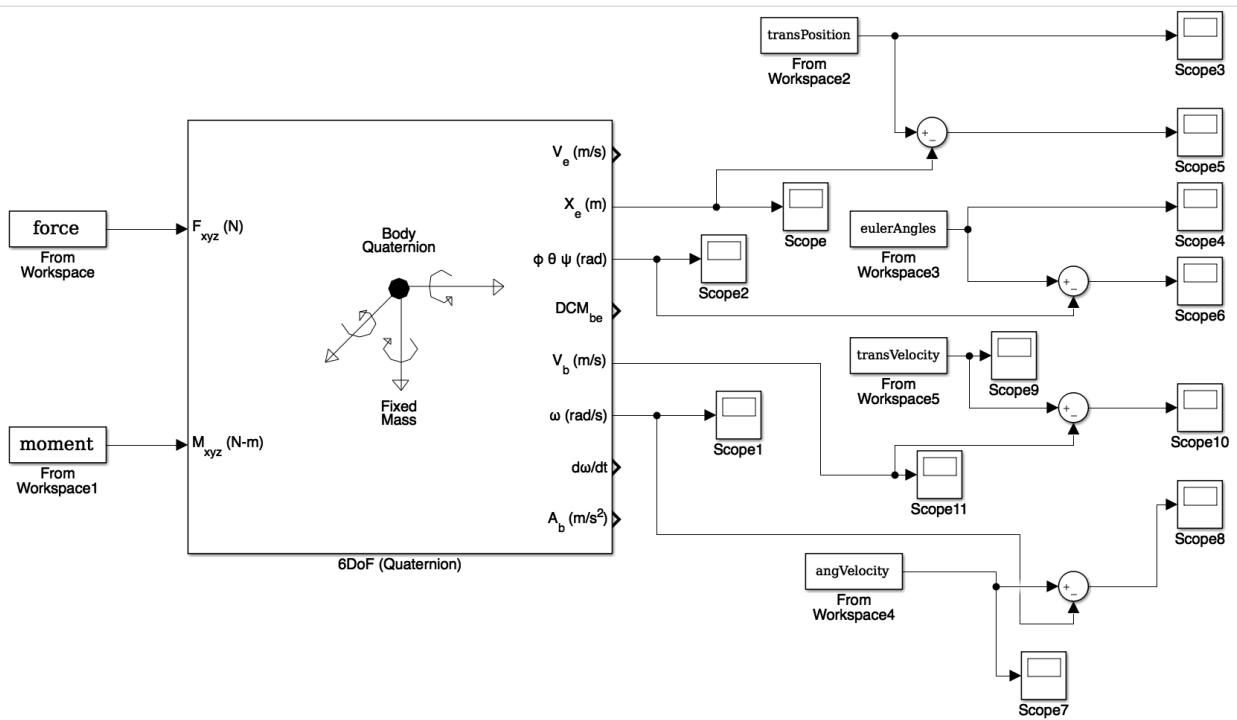 transPosition
From
Workspace2
Scope3
+
−
Scope5
force
From
Workspace
F_xyz (N)
Body
Quaternion
Fixed
Mass
V_e (m/s)
X_e (m)
ϕ θ ψ (rad)
DCM_be
V_b (m/s)
ω (rad/s)
dω/dt
A_b (m/s²)
moment
From
Workspace1
M_xyz (N-m)
6DoF (Quaternion)
Scope
Scope2
eulerAngles
From
Workspace3
Scope4
+
−
Scope6
transVelocity
From
Workspace5
Scope9
+
−
Scope10
Scope1
Scope11
angVelocity
From
Workspace4
+
−
Scope8
Scope7